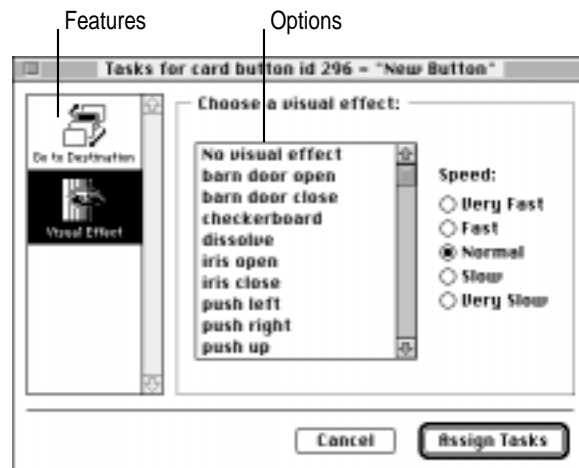 Features
Options
Tasks for card button id 296 – "New Button"
Go to Destination
Visual Effect
Choose a visual effect:
No visual effect
barn door open
barn door close
checkerboard
dissolve
iris open
iris close
push left
push right
push up
Speed:
Very Fast
Fast
Normal
Slow
Very Slow
Cancel
Assign Tasks